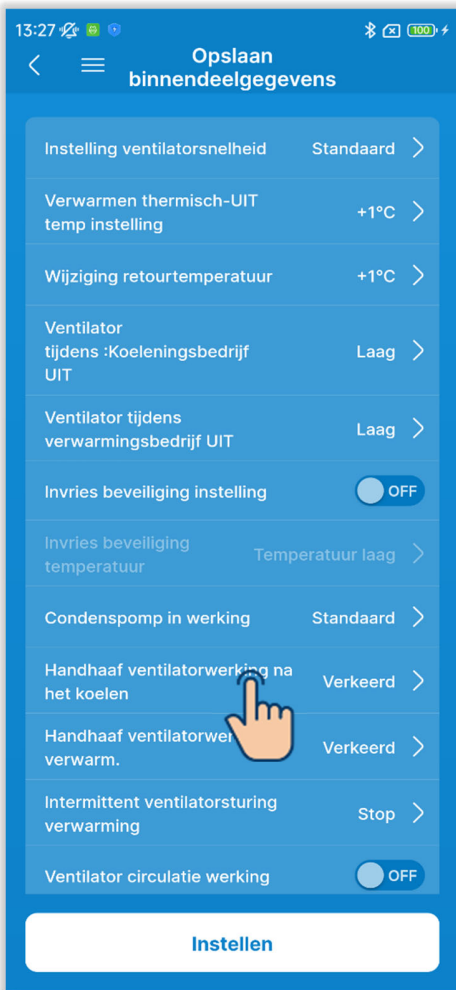 13:27 100
Opslaan
binnendeelgegevens
Instelling ventilatorsnelheid Standaard
Verwarmen thermisch-UIT
temp instelling +1°C
Wijziging retourtemperatuur +1°C
Ventilator
tijdens :Koeleningsbedrijf Laag
UIT
Ventilator tijdens
verwarmingsbedrijf UIT Laag
Invries beveiliging instelling OFF
Invries beveiliging
temperatuur Temperatuur laag
Condenspomp in werking Standaard
Handhaaf ventilatorwerking na
het koelen Verkeerd
Handhaaf
verwarm. Verkeerd
Intermittent ventilatorsturing
verwarming Stop
Ventilator circulatie werking OFF
Instellen